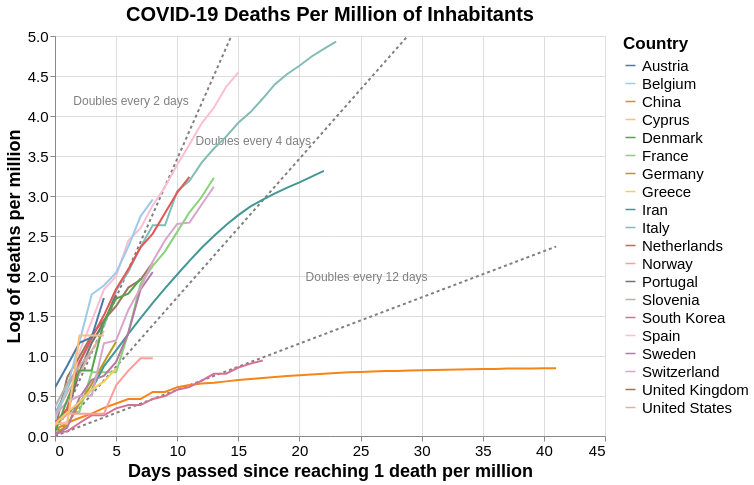 COVID-19 Deaths Per Million of Inhabitants
Log of deaths per million
5.0
4.5
4.0
3.5
3.0
2.5
2.0
1.5
1.0
0.5
0.0
Doubles every 2 days
Doubles every 4 days
Doubles every 12 days
0 5 10 15 20 25 30 35 40 45
Days passed since reaching 1 death per million
Country
Austria
Belgium
China
Cyprus
Denmark
France
Germany
Greece
Iran
Italy
Netherlands
Norway
Portugal
Slovenia
South Korea
Spain
Sweden
Switzerland
United Kingdom
United States